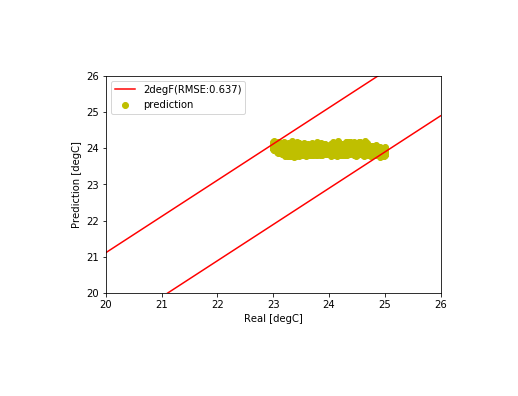 2degF(RMSE:0.637)
prediction
26
25
24
23
22
21
20
Prediction [degC]
20 21 22 23 24 25 26
Real [degC]